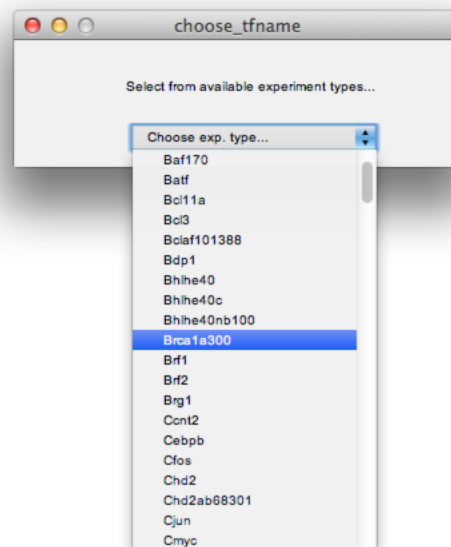 choose_tfname
Select from available experiment types...
Choose exp. type...
Baf170
Batf
Bcl11a
Bcl3
Bclaf101388
Bdp1
Bhlhe40
Bhlhe40c
Bhlhe40nb100
Brca1a300
Brf1
Brf2
Brg1
Ccnt2
Cebpb
Cfos
Chd2
Chd2ab68301
Cjun
Cmyc